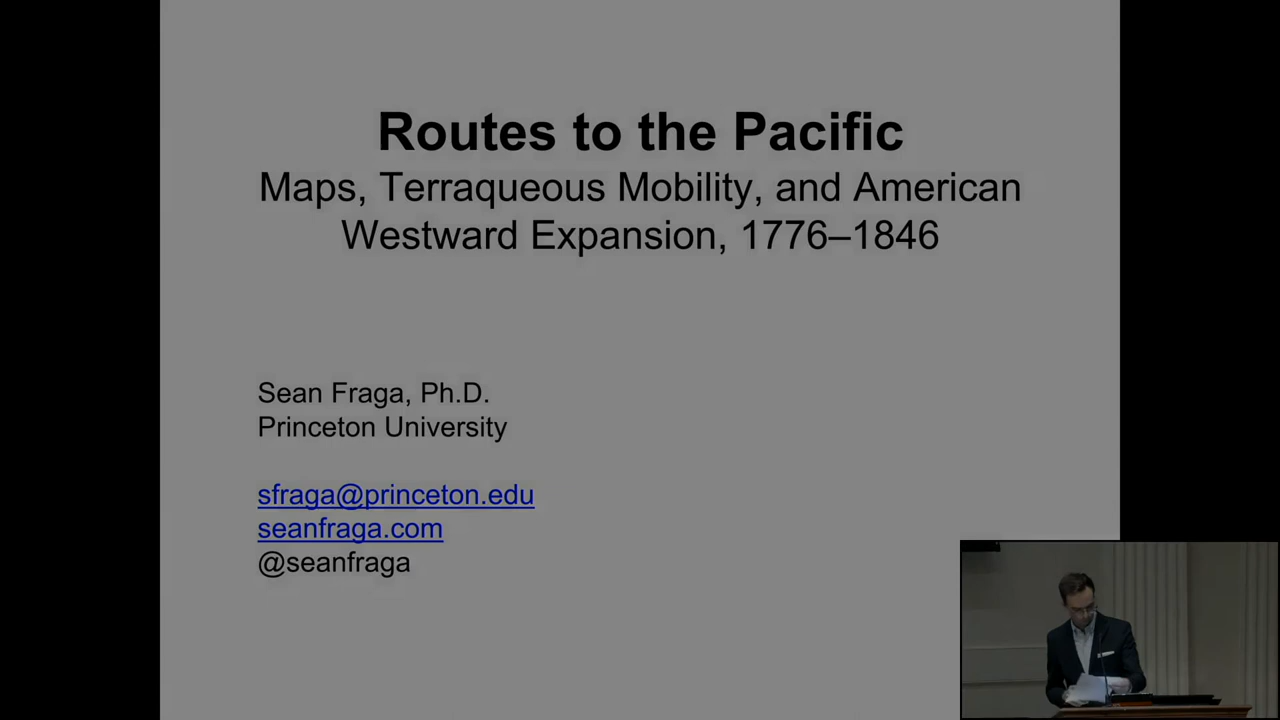 Routes to the Pacific
Maps, Terraqueous Mobility, and American
Westward Expansion, 1776–1846
Sean Fraga, Ph.D.
Princeton University
sfraga@princeton.edu
seanfraga.com
@seanfraga